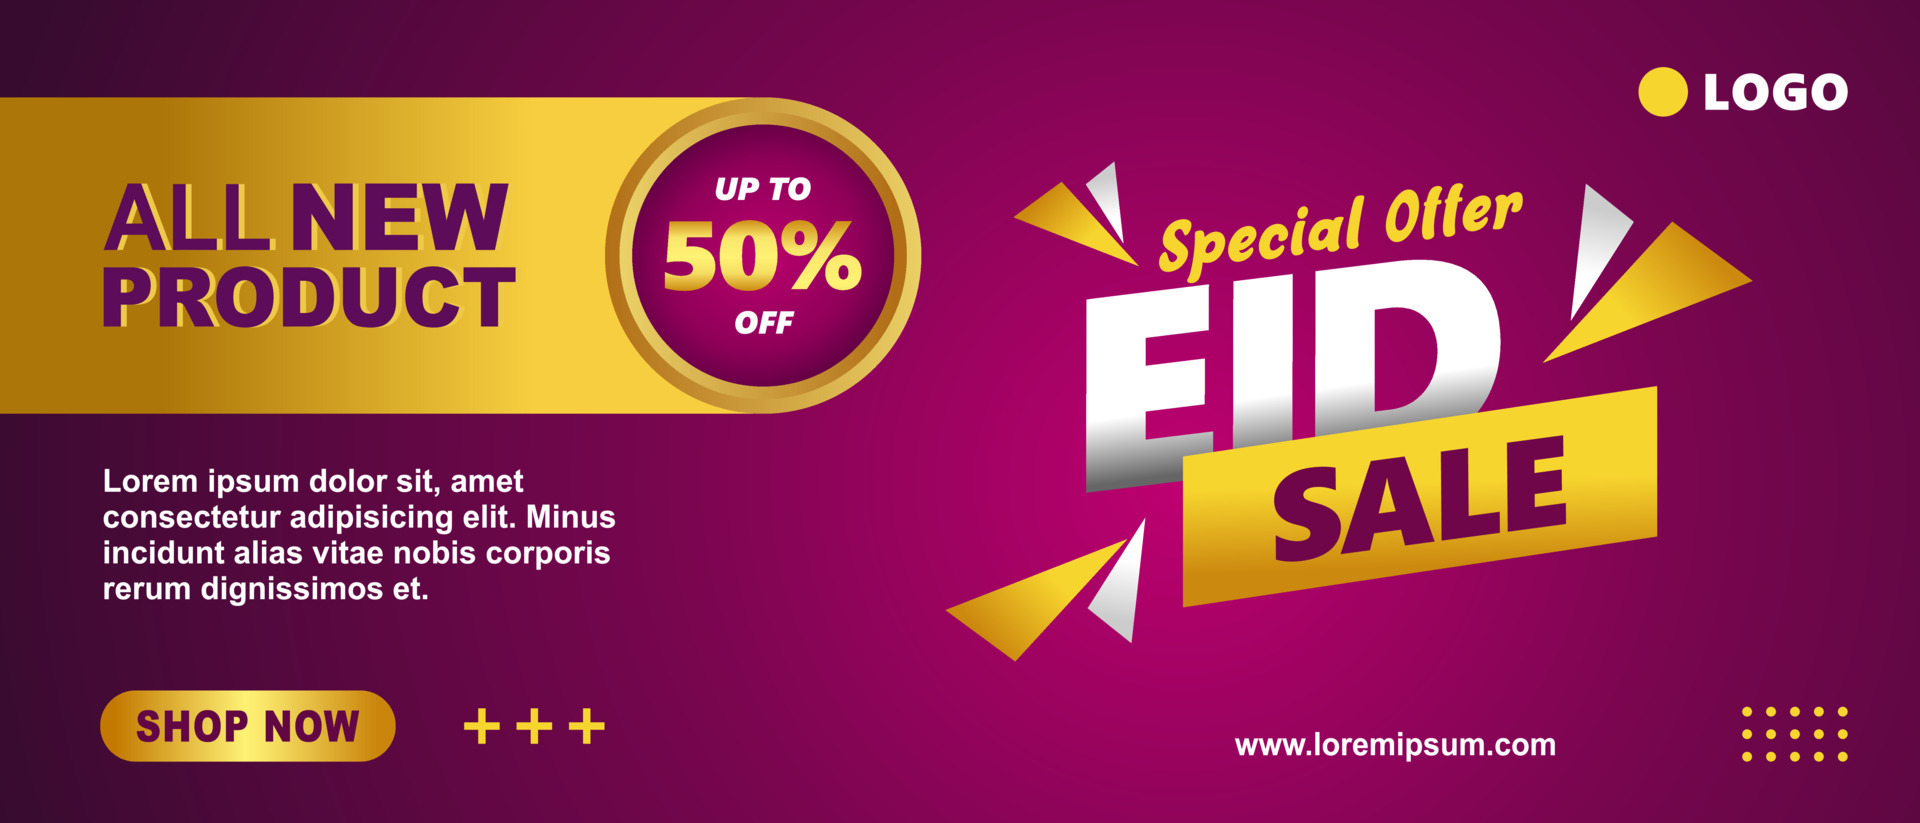 ALL NEW
PRODUCT
UP TO
50%
OFF
Lorem ipsum dolor sit, amet
consectetur adipisicing elit. Minus
incidunt alias vitae nobis corporis
rerum dignissimos et.
SHOP NOW
+ + +
LOGO
Special Offer
EID
SALE
www.loremipsum.com